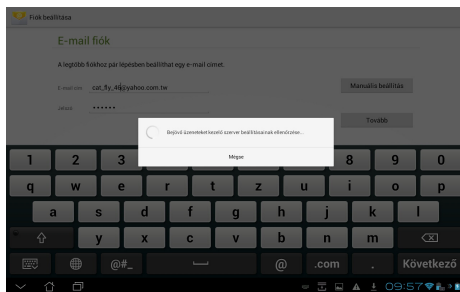 Fiók beállítása
E-mail fiók
A legtöbb fiókhoz pár lépésben beállíthat egy e-mail címet.
E-mail cím cat_fly_46@yahoo.com.tw
Manuális beállítás
Jelszó ••••••
Tovább
Bejövő üzeneteket kezelő szerver beállításainak ellenőrzése...
Mégse
1 2 3 8 9 0
q w e r t z u i o p
a s d f g h j k l
y x c v b n m
@#_ @ .com . Következő
09:57